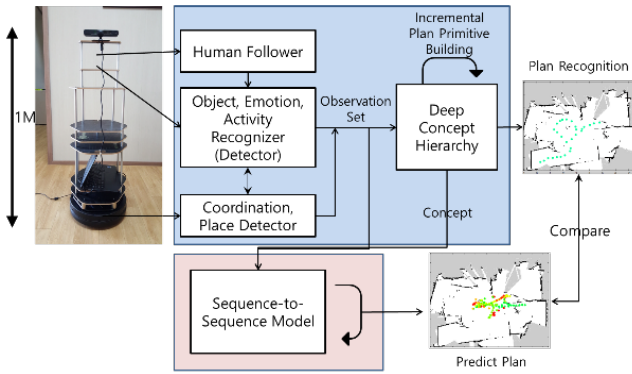 1M
Human Follower
Object, Emotion,
Activity
Recognizer
(Detector)
Coordination,
Place Detector
Observation
Set
Incremental
Plan Primitive
Building
Deep
Concept
Hierarchy
Concept
Plan Recognition
Compare
Sequence-to-
Sequence Model
Predict Plan